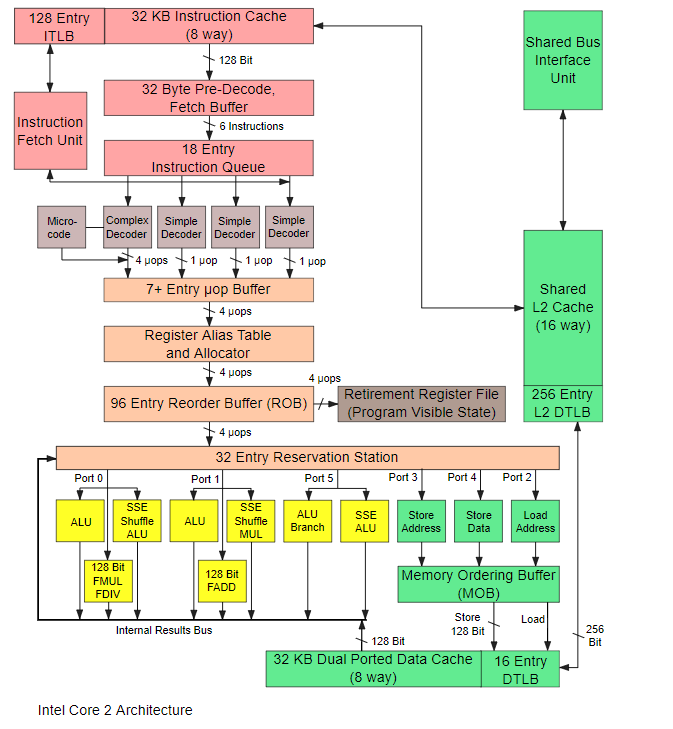 128 Entry
ITLB
32 KB Instruction Cache
(8 way)
128 Bit
32 Byte Pre-Decode,
Fetch Buffer
Instruction
Fetch Unit
6 Instructions
18 Entry
Instruction Queue
Micro-
code
Complex
Decoder
Simple
Decoder
Simple
Decoder
Simple
Decoder
4 µops
1 µop
1 µop
1 µop
7+ Entry µop Buffer
4 µops
Register Alias Table
and Allocator
4 µops
96 Entry Reorder Buffer (ROB)
4 µops
Retirement Register File
(Program Visible State)
4 µops
32 Entry Reservation Station
Shared Bus
Interface
Unit
Shared
L2 Cache
(16 way)
256 Entry
L2 DTLB
Port 0
Port 1
Port 5
Port 3
Port 4
Port 2
ALU
SSE
Shuffle
ALU
ALU
SSE
Shuffle
MUL
ALU
Branch
SSE
ALU
Store
Address
Store
Data
Load
Address
128 Bit
FMUL
FDIV
128 Bit
FADD
Memory Ordering Buffer
(MOB)
Internal Results Bus
Store
128 Bit
Load
128 Bit
256
Bit
32 KB Dual Ported Data Cache
(8 way)
16 Entry
DTLB
Intel Core 2 Architecture